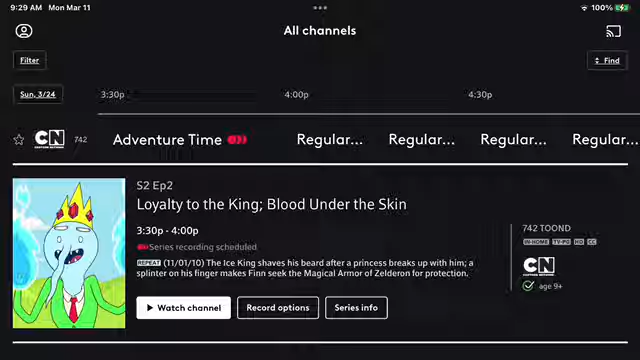 9:29 AM Mon Mar 11
100%
All channels
Filter
Find
Sun, 3/24
3:30p 4:00p 4:30p
CN CARTOON NETWORK 742 Adventure Time Regular... Regular... Regular... Regular...
S2 Ep2
Loyalty to the King; Blood Under the Skin
3:30p - 4:00p
Series recording scheduled
REPEAT (11/01/10) The Ice King shaves his beard after a princess breaks up with him; a
splinter on his finger makes Finn seek the Magical Armor of Zelderon for protection.
Watch channel Record options Series info
742 TOOND
IN-HOME TV-PG HD CC
CN CARTOON NETWORK
age 9+